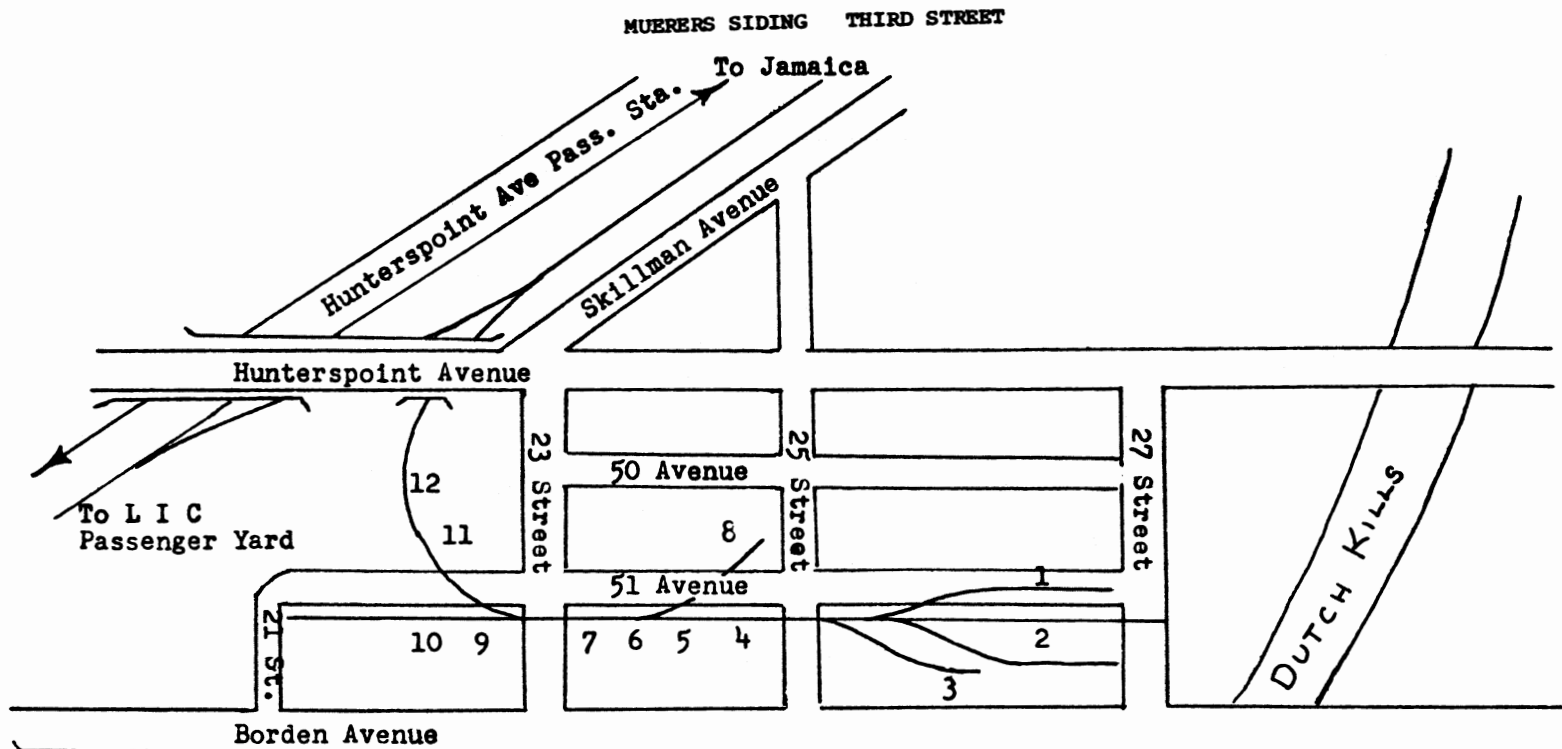 MUERERS SIDING THIRD STREET
To Jamaica
Hunterspoint Ave Pass. Sta.
Skillman Avenue
Hunterspoint Avenue
23 Street
25 Street
27 Street
50 Avenue
12
To L I C
Passenger Yard
11
8
51 Avenue
1
21 St.
10 9 7 6 5 4 2
3
DUTCH KILLS
Borden Avenue